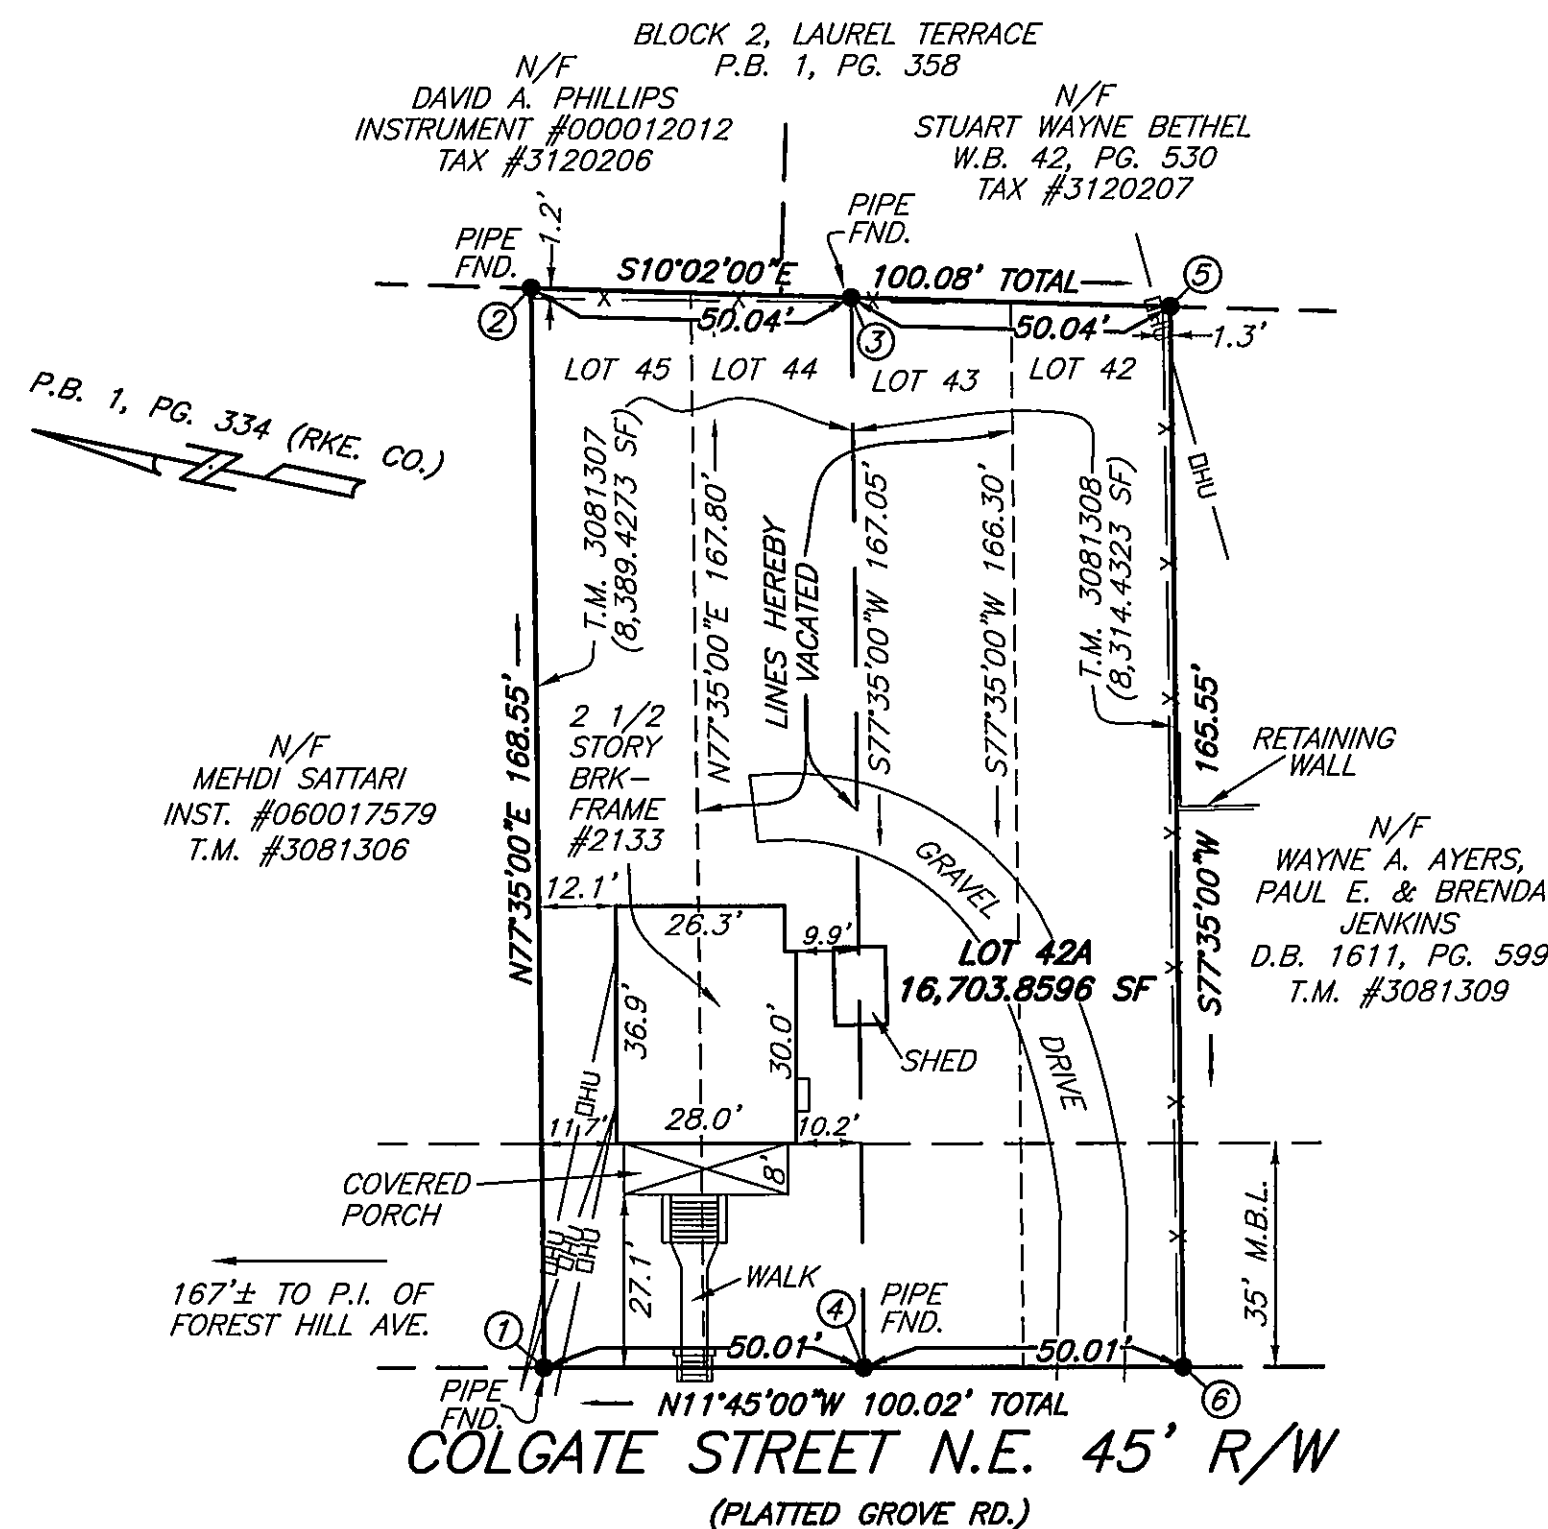 BLOCK 2, LAUREL TERRACE
P.B. 1, PG. 358
N/F
DAVID A. PHILLIPS
INSTRUMENT #000012012
TAX #3120206
N/F
STUART WAYNE BETHEL
W.B. 42, PG. 530
TAX #3120207
PIPE
FND.
1.2'
PIPE
FND.
S10°02'00"E
100.08' TOTAL
5
2
50.04'
3
50.04'
OHU
1.3'
LOT 45
LOT 44
LOT 43
LOT 42
P.B. 1, PG. 334 (RKE. CO.)
T.M. 3081307
(8,389.4273 SF)
N77°35'00"E 167.80'
LINES HEREBY
VACATED
S77°35'00"W 167.05'
S77°35'00"W 166.30'
T.M. 3081308
(8,314.4323 SF)
OHU
N77°35'00"E 168.55'
S77°35'00"W 165.55'
2 1/2
STORY
BRK-
FRAME
#2133
RETAINING
WALL
N/F
MEHDI SATTARI
INST. #060017579
T.M. #3081306
N/F
WAYNE A. AYERS,
PAUL E. & BRENDA
JENKINS
D.B. 1611, PG. 599
T.M. #3081309
GRAVEL
DRIVE
12.1'
26.3'
9.9'
LOT 42A
16,703.8596 SF
36.9'
30.0'
SHED
OHU
11.7'
28.0'
10.2'
COVERED
PORCH
8'
OHU
OHU
OHU
27.1'
WALK
35' M.B.L.
167'± TO P.I. OF
FOREST HILL AVE.
1
4
PIPE
FND.
50.01'
50.01'
6
PIPE
FND.
N11°45'00"W 100.02' TOTAL
COLGATE STREET N.E. 45' R/W
(PLATTED GROVE RD.)